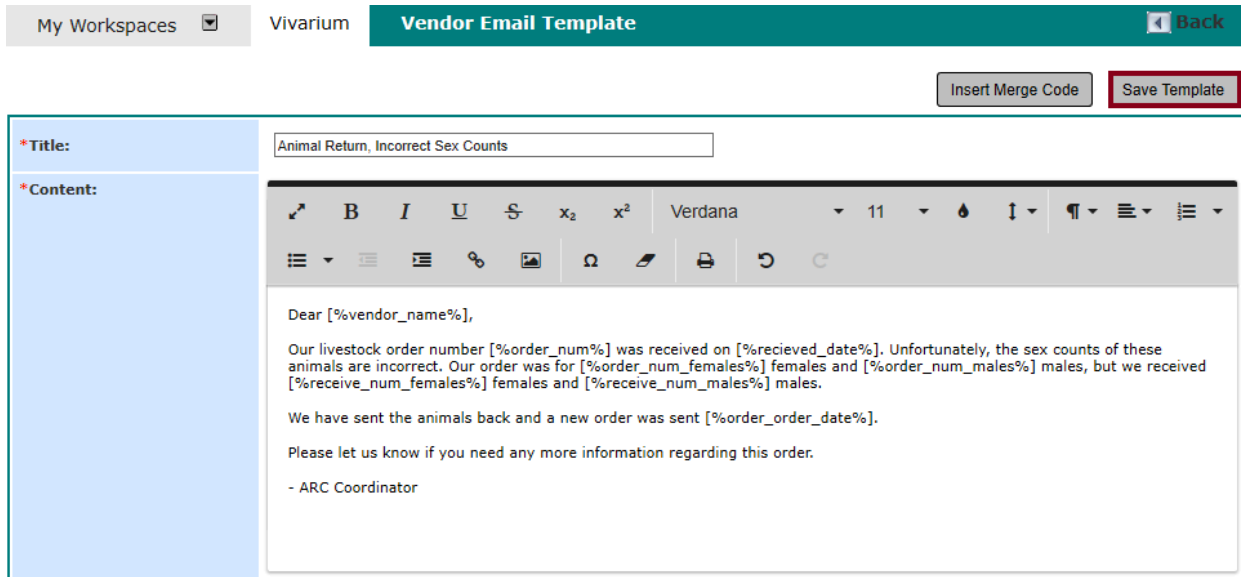 My Workspaces
Vivarium
Vendor Email Template
Back
Insert Merge Code
Save Template
*Title:
Animal Return, Incorrect Sex Counts
*Content:
B I U S x₂ x² Verdana 11 ¶
Ω
Dear [%vendor_name%],
Our livestock order number [%order_num%] was received on [%recieved_date%]. Unfortunately, the sex counts of these
animals are incorrect. Our order was for [%order_num_females%] females and [%order_num_males%] males, but we received
[%receive_num_females%] females and [%receive_num_males%] males.
We have sent the animals back and a new order was sent [%order_order_date%].
Please let us know if you need any more information regarding this order.
- ARC Coordinator